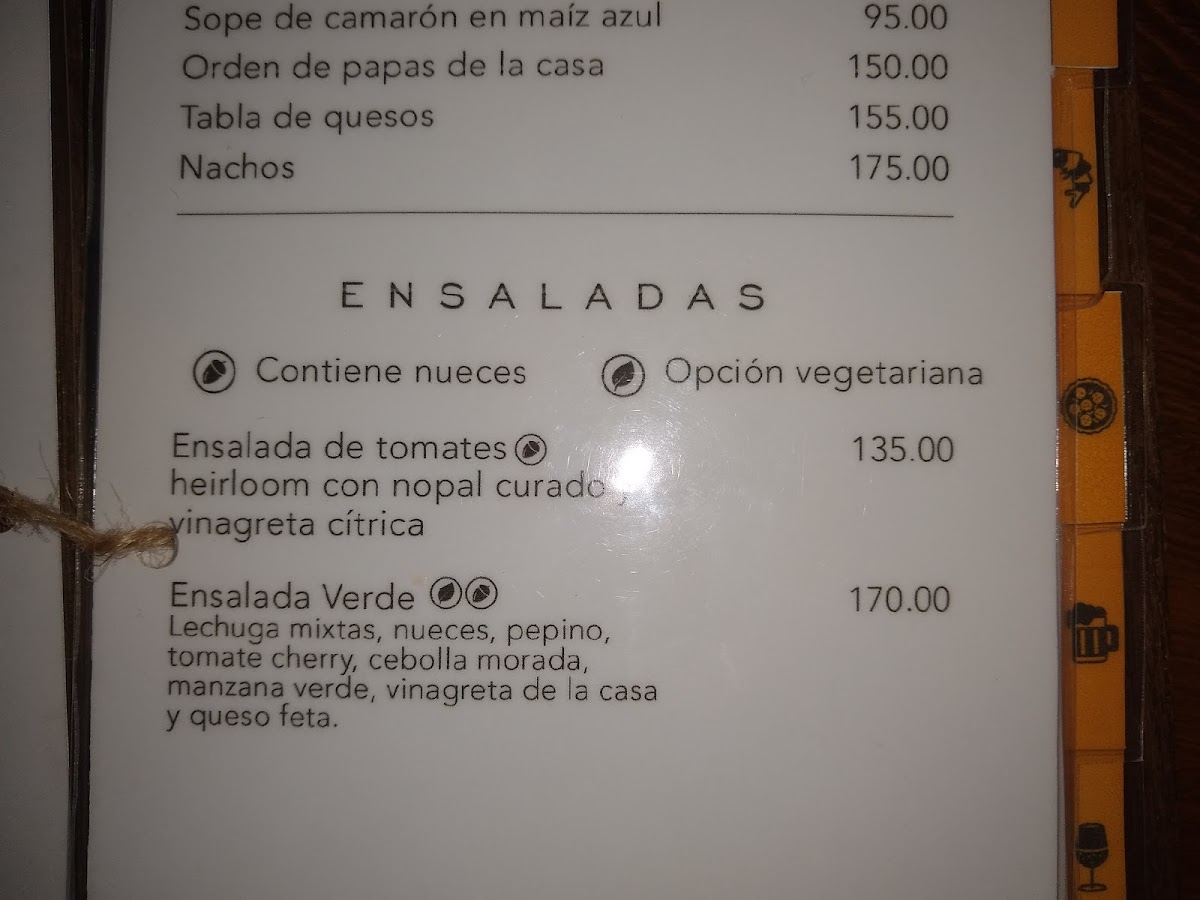 Sope de camarón en maíz azul 95.00
Orden de papas de la casa 150.00
Tabla de quesos 155.00
Nachos 175.00
ENSALADAS
Contiene nueces Opción vegetariana
Ensalada de tomates 135.00
heirloom con nopal curado y
vinagreta cítrica
Ensalada Verde 170.00
Lechuga mixtas, nueces, pepino,
tomate cherry, cebolla morada,
manzana verde, vinagreta de la casa
y queso feta.